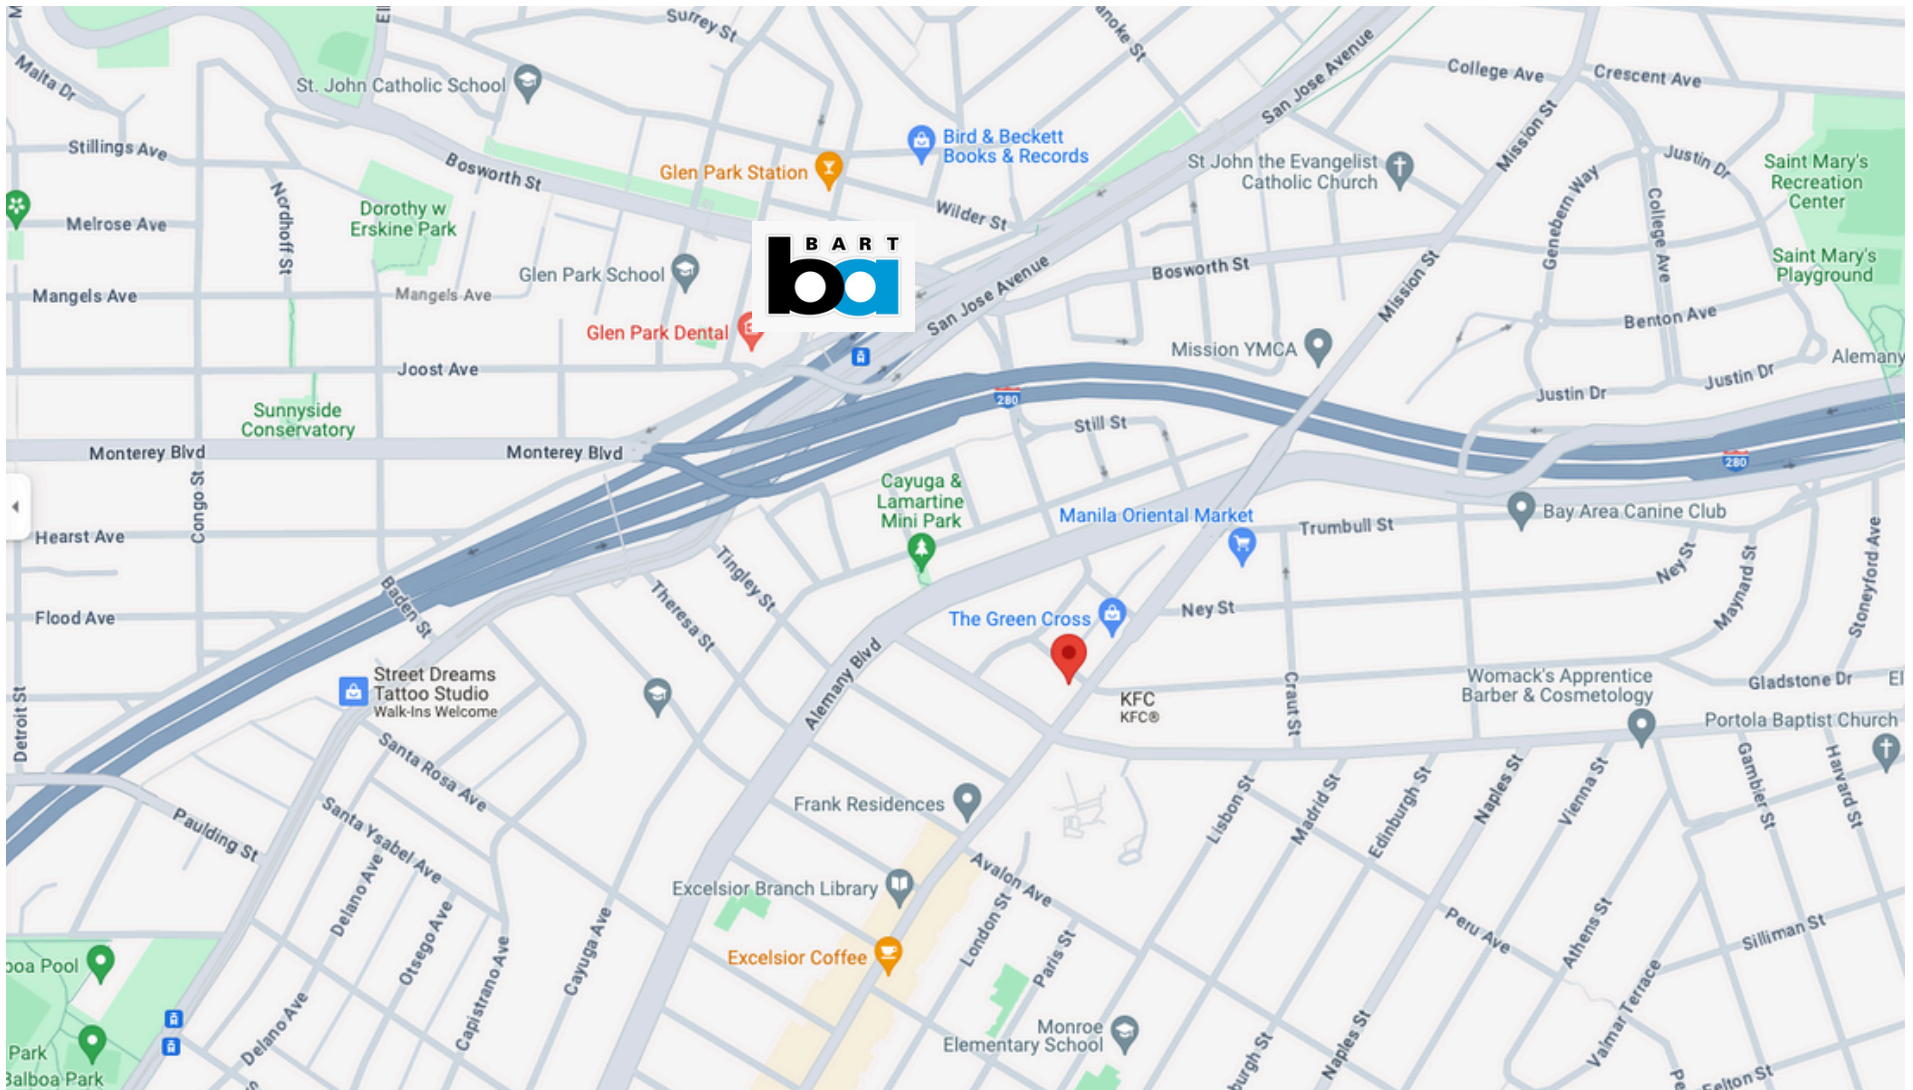 Surrey St
San Jose Avenue
College Ave
Crescent Ave
Malta Dr
St. John Catholic School
Mission St
Stillings Ave
Bosworth St
Glen Park Station
Bird & Beckett
Books & Records
St John the Evangelist
Catholic Church
Justin Dr
Saint Mary's
Recreation
Center
Nordhoff St
Dorothy w
Erskine Park
Melrose Ave
Wilder St
Genebern Way
College Ave
BART
ba
Glen Park School
San Jose Avenue
Bosworth St
Mission St
Saint Mary's
Playground
Mangels Ave
Mangels Ave
Glen Park Dental
Mission YMCA
Benton Ave
Alemany
Joost Ave
280
Justin Dr
Justin Dr
Sunnyside
Conservatory
Still St
Monterey Blvd
Monterey Blvd
280
Congo St
Cayuga &
Lamartine
Mini Park
Manila Oriental Market
Trumbull St
Bay Area Canine Club
Hearst Ave
Tingley St
Ney St
Maynard St
Stoneyford Ave
Baden St
Theresa St
Flood Ave
The Green Cross
Ney St
Alemany Blvd
Street Dreams
Tattoo Studio
Walk-Ins Welcome
KFC
KFC®
Craut St
Womack's Apprentice
Barber & Cosmetology
Gladstone Dr
El
Detroit St
Portola Baptist Church
Santa Rosa Ave
Gambier St
Harvard St
Paulding St
Santa Ysabel Ave
Frank Residences
Lisbon St
Madrid St
Edinburgh St
Naples St
Vienna St
Delano Ave
Otsego Ave
Excelsior Branch Library
Avalon Ave
London St
Paris St
Peru Ave
Athens St
Silliman St
Cayuga Ave
Capistrano Ave
Excelsior Coffee
boa Pool
Delano Ave
Monroe
Elementary School
burgh St
Naples St
Valmar Terrace
Park
Balboa Park
Felton St